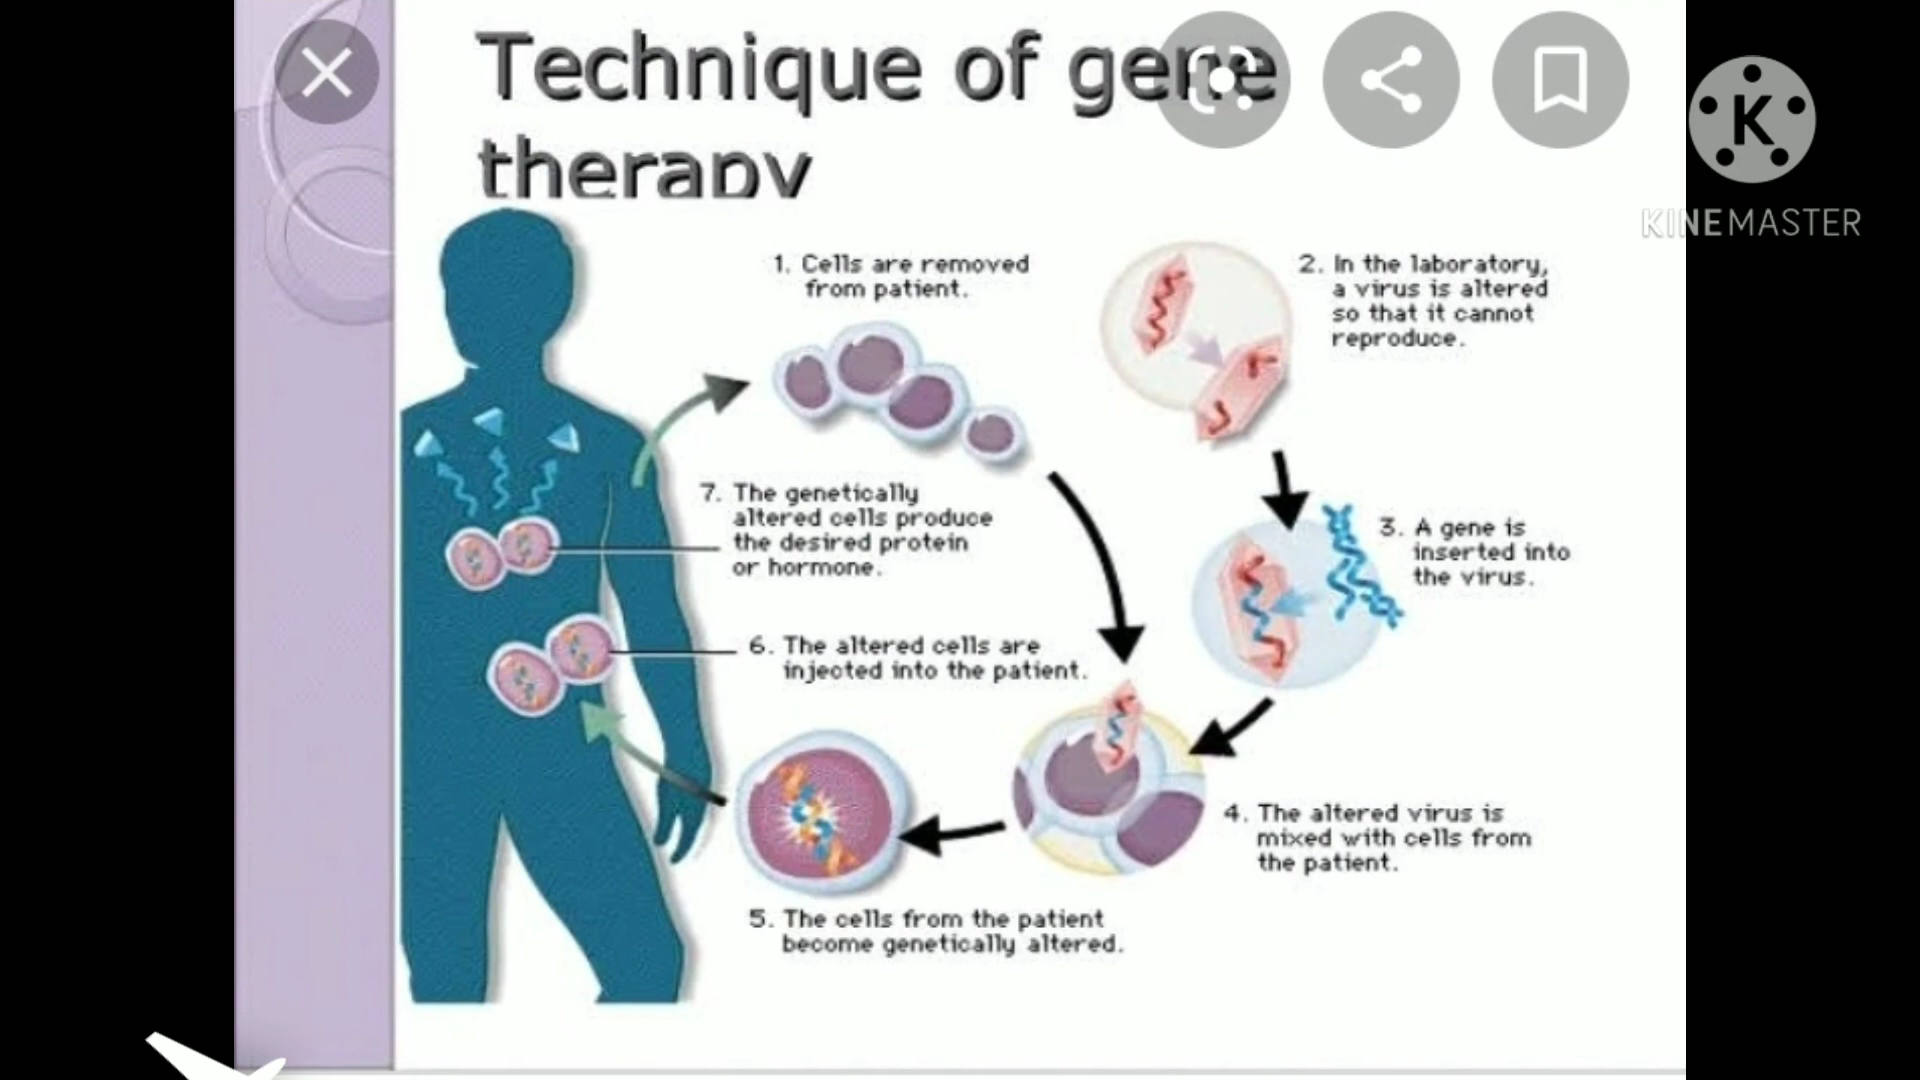 Technique of gene
therapy
K
KINEMASTER
1. Cells are removed
from patient.
2. In the laboratory,
a virus is altered
so that it cannot
reproduce.
3. A gene is
inserted into
the virus.
4. The altered virus is
mixed with cells from
the patient.
5. The cells from the patient
become genetically altered.
6. The altered cells are
injected into the patient.
7. The genetically
altered cells produce
the desired protein
or hormone.